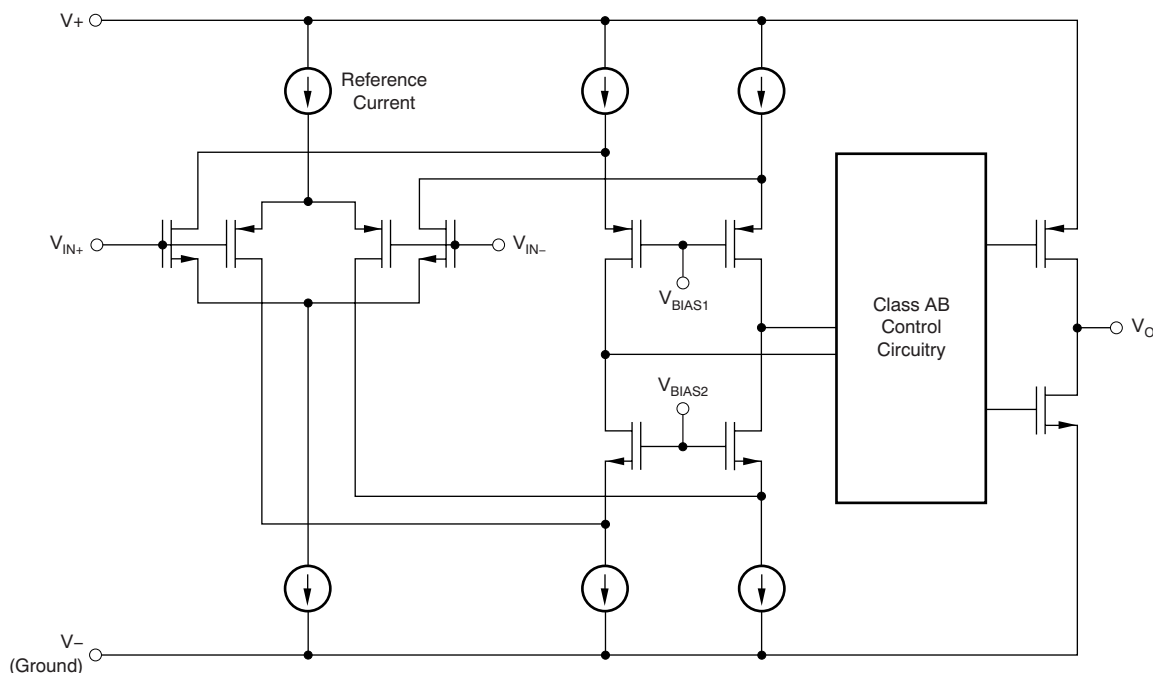 V+
Reference
Current
VIN+
VIN−
VBIAS1
Class AB
Control
Circuitry
VO
VBIAS2
V−
(Ground)